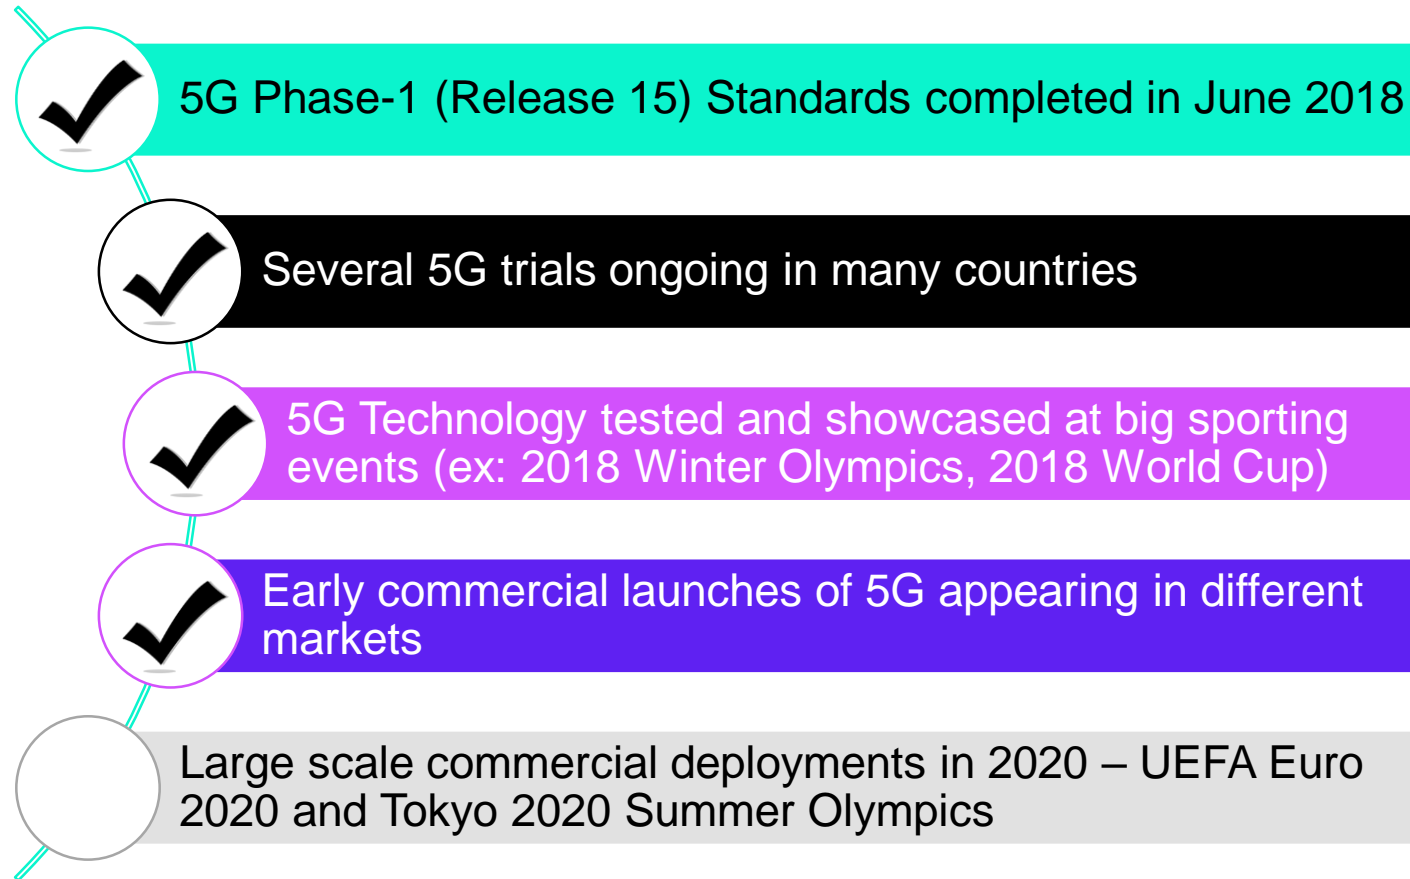 5G Phase-1 (Release 15) Standards completed in June 2018
Several 5G trials ongoing in many countries
5G Technology tested and showcased at big sporting
events (ex: 2018 Winter Olympics, 2018 World Cup)
Early commercial launches of 5G appearing in different
markets
Large scale commercial deployments in 2020 – UEFA Euro
2020 and Tokyo 2020 Summer Olympics